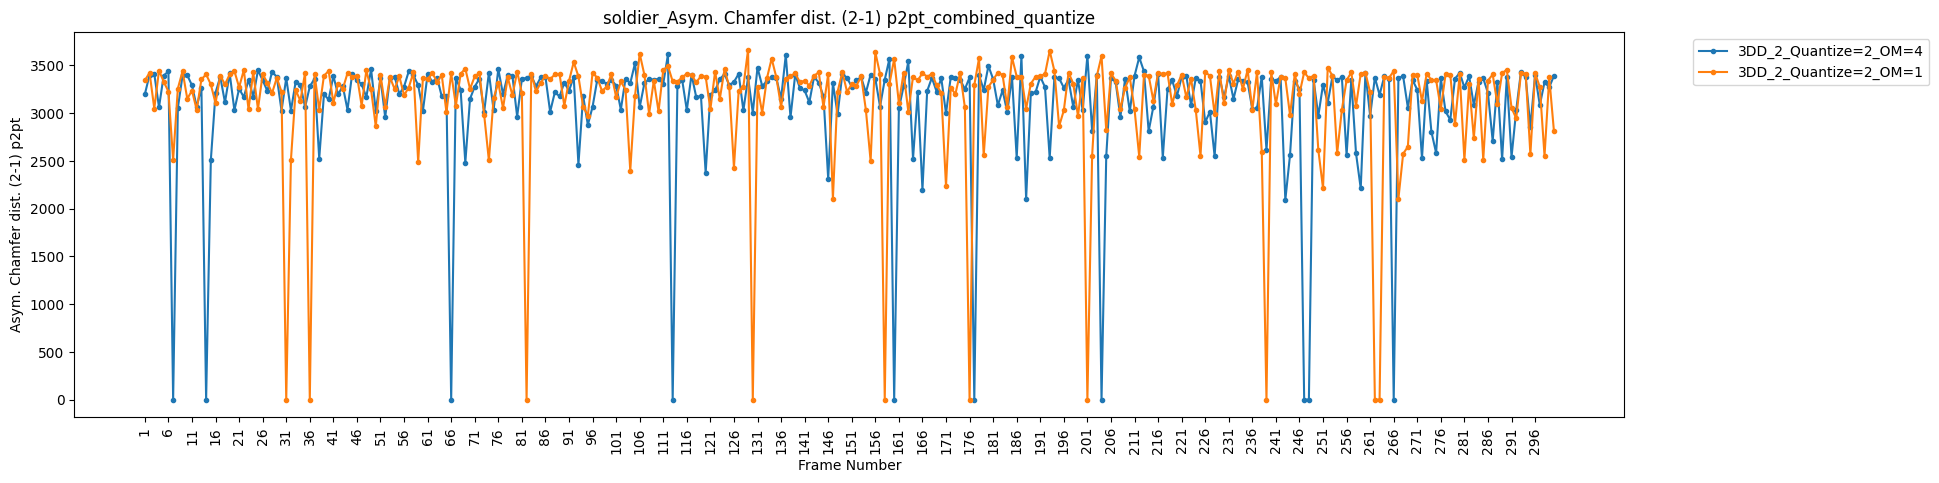 soldier_Asym. Chamfer dist. (2-1) p2pt_combined_quantize
3DD_2_Quantize=2_OM=4
3DD_2_Quantize=2_OM=1
Asym. Chamfer dist. (2-1) p2pt
3500
3000
2500
2000
1500
1000
500
0
1 6 11 16 21 26 31 36 41 46 51 56 61 66 71 76 81 86 91 96 101 106 111 116 121 126 131 136 141 146 151 156 161 166 171 176 181 186 191 196 201 206 211 216 221 226 231 236 241 246 251 256 261 266 271 276 281 286 291 296
Frame Number